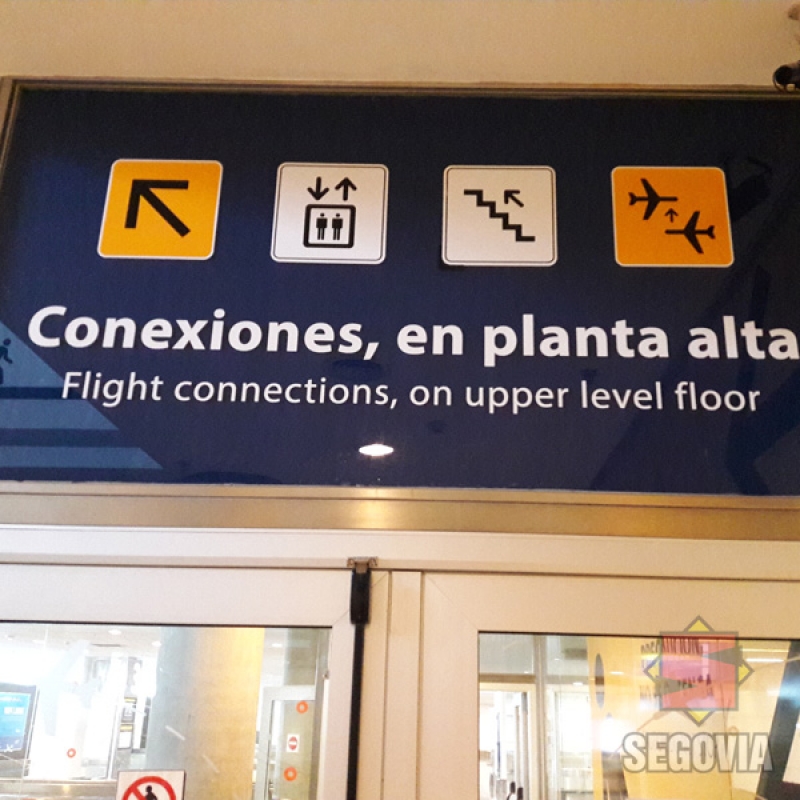 Conexiones, en planta alta
Flight connections, on upper level floor
SEGOVIA